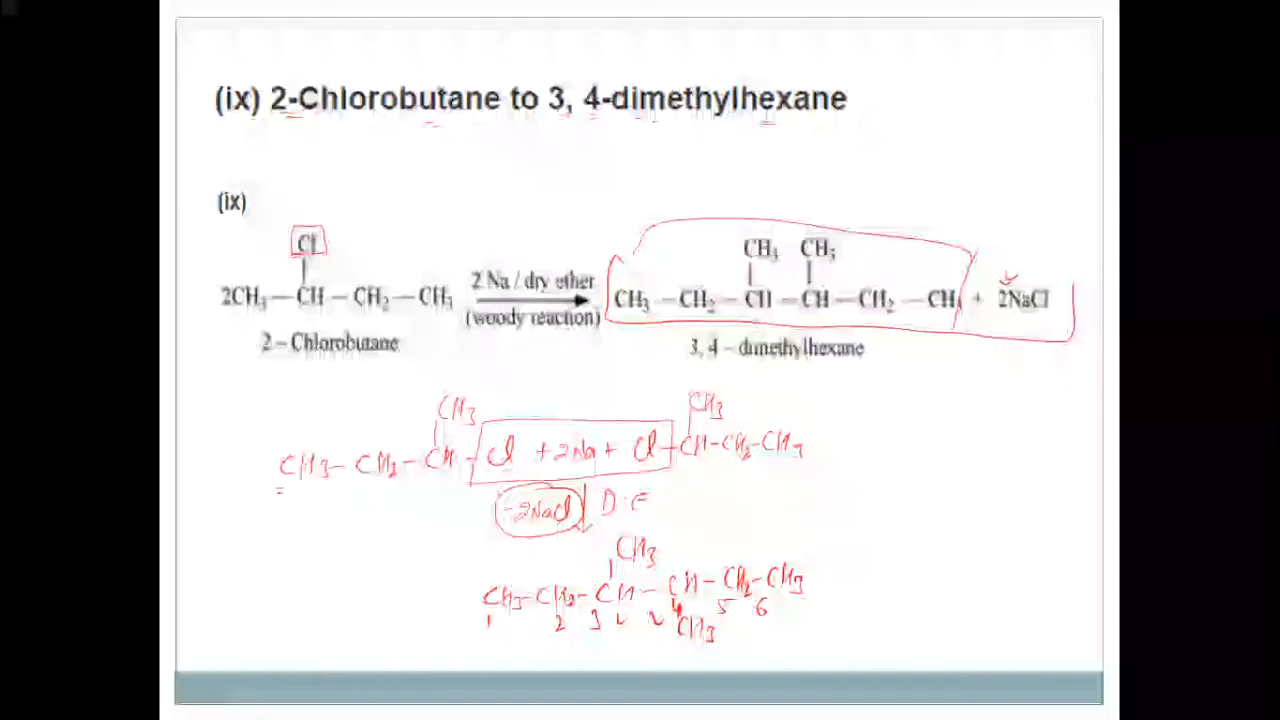 (ix) 2-Chlorobutane to 3, 4-dimethylhexane
(ix)
Cl
CH₃ CH₃
2CH₃ — CH — CH₂ — CH₃ 2 Na / dry ether CH₃ — CH₂ — CH — CH — CH₂ — CH₃ + 2NaCl
(woody reaction)
2 – Chlorobutane
3, 4 – dimethylhexane
CH3 CH3
CH3 – CH2 – CH – Cl + 2Na + Cl – CH – CH2 – CH3
-2NaCl D.E
CH3
CH3 – CH2 – CH – CH – CH2 – CH3
1 2 3 4 5 6
CH3